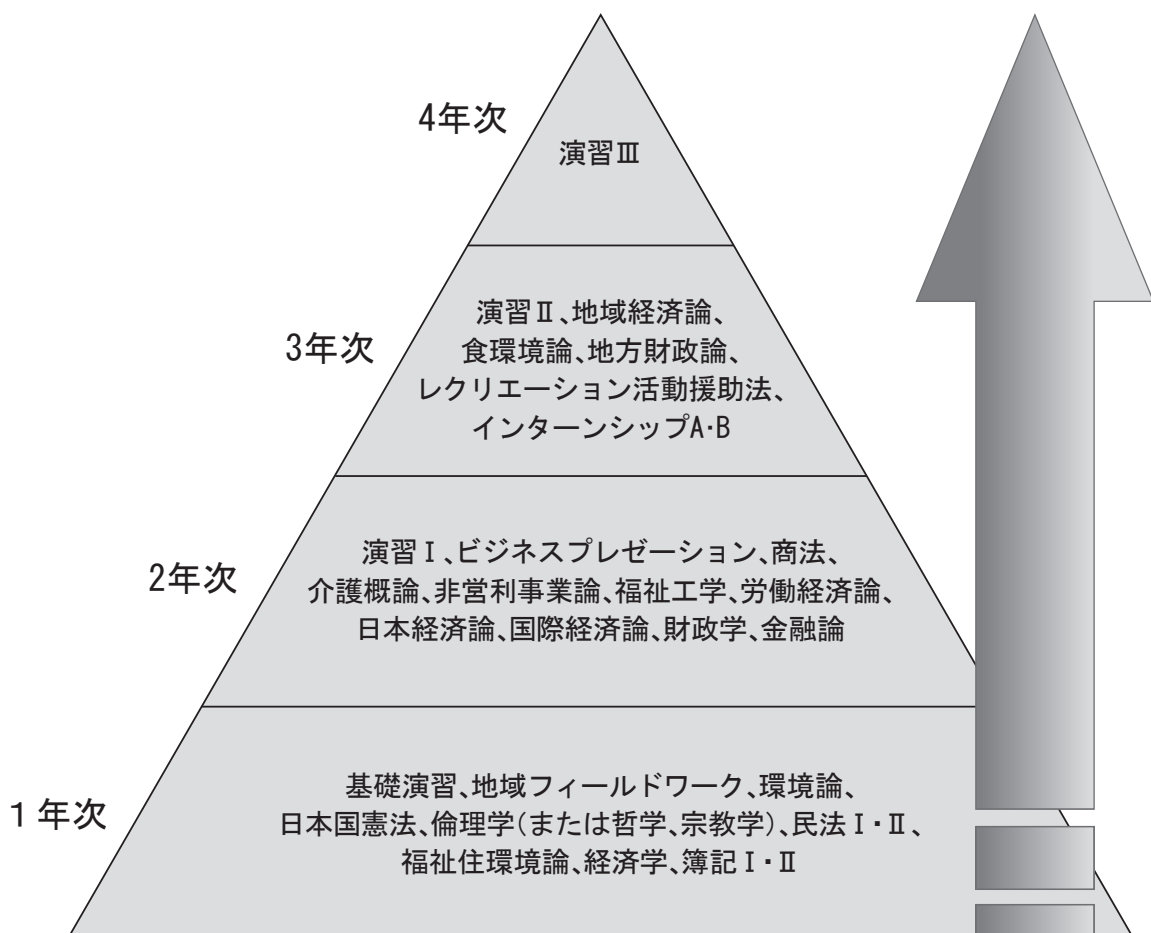 4年次
演習Ⅲ
3年次
演習Ⅱ、地域経済論、
食環境論、地方財政論、
レクリエーション活動援助法、
インターンシップA・B
2年次
演習Ⅰ、ビジネスプレゼーション、商法、
介護概論、非営利事業論、福祉工学、労働経済論、
日本経済論、国際経済論、財政学、金融論
1年次
基礎演習、地域フィールドワーク、環境論、
日本国憲法、倫理学(または哲学、宗教学)、民法Ⅰ・Ⅱ、
福祉住環境論、経済学、簿記Ⅰ・Ⅱ